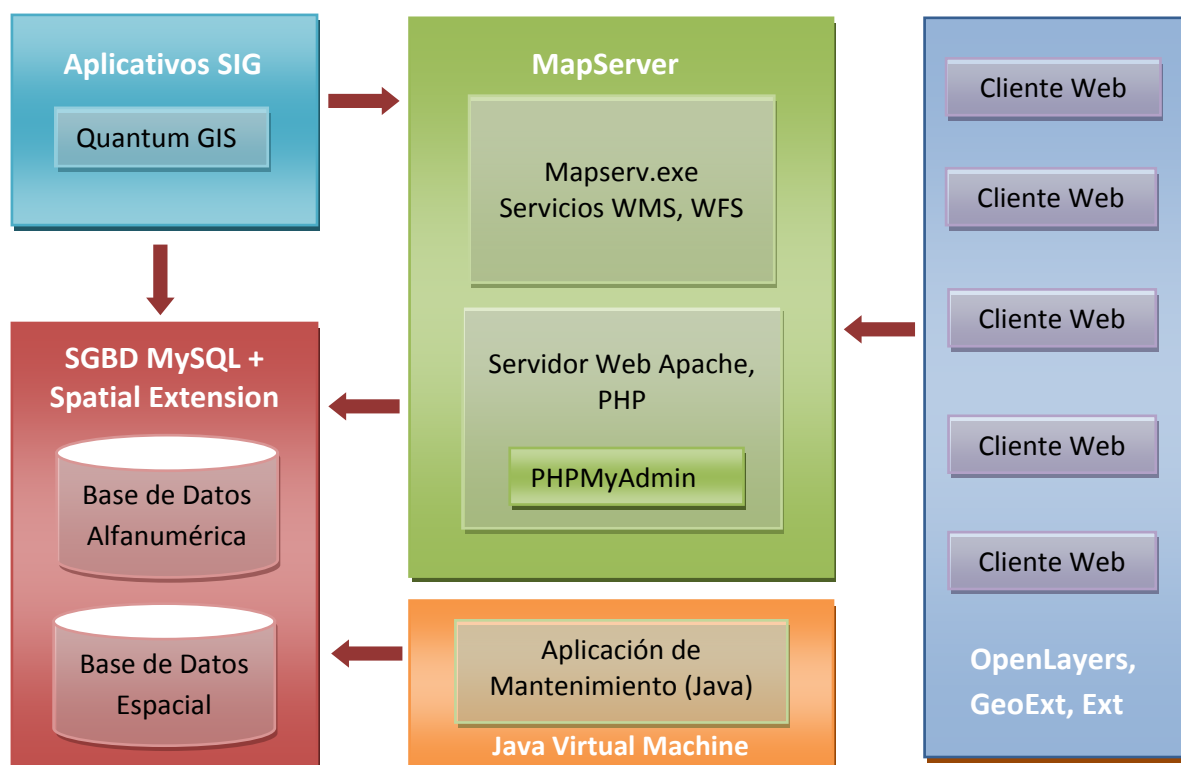 Aplicativos SIG
Quantum GIS
MapServer
Mapserv.exe
Servicios WMS, WFS
Servidor Web Apache,
PHP
PHPMyAdmin
SGBD MySQL +
Spatial Extension
Base de Datos
Alfanumérica
Base de Datos
Espacial
Aplicación de
Mantenimiento (Java)
Java Virtual Machine
Cliente Web
Cliente Web
Cliente Web
Cliente Web
Cliente Web
OpenLayers,
GeoExt, Ext